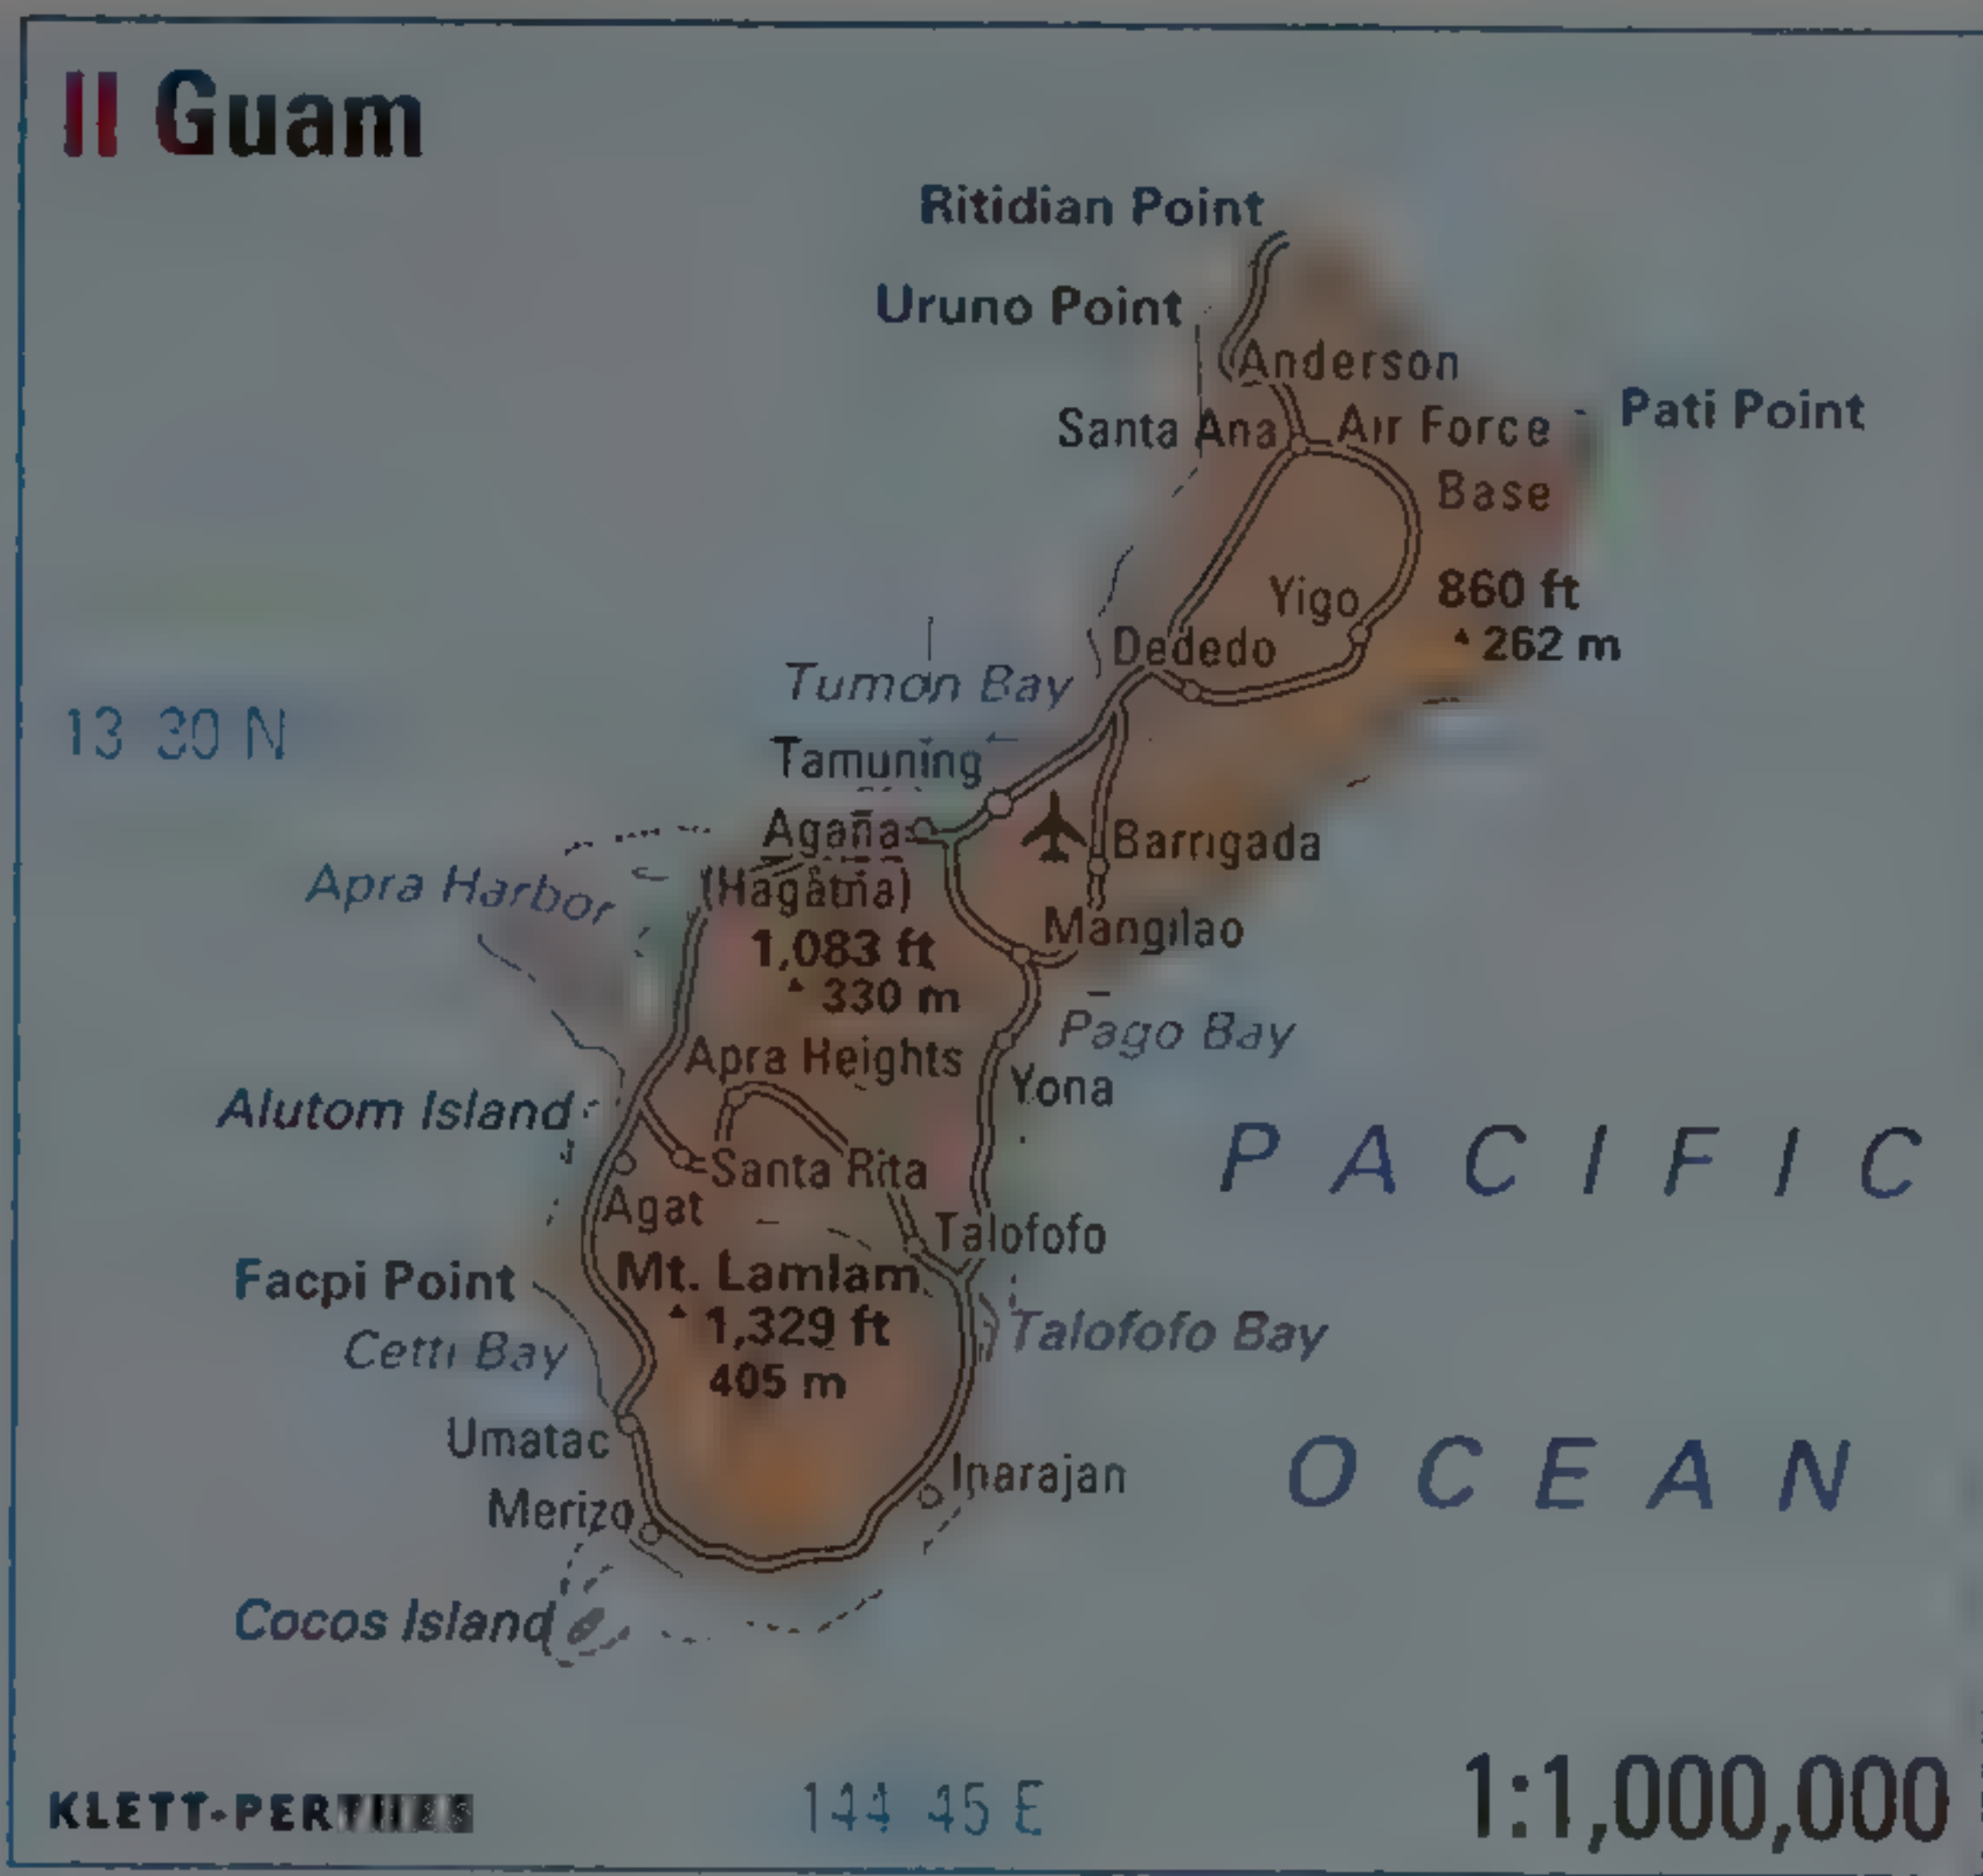 II Guam
Ritidian Point
Uruno Point
Anderson
Santa Ana
Air Force
Base
Pati Point
Yigo
860 ft
262 m
Dededo
Tumon Bay
13 30 N
Tamuning
Agaña
(Hagåtña)
Barrigada
Apra Harbor
1,083 ft
330 m
Mangilao
Pago Bay
Apra Heights
Yona
Alutom Island
PACIFIC
Santa Rita
Agat
Talofofo
Facpi Point
Mt. Lamlam
1,329 ft
405 m
Talofofo Bay
Cetti Bay
Umatac
OCEAN
Inarajan
Merizo
Cocos Island
144 45 E
1:1,000,000